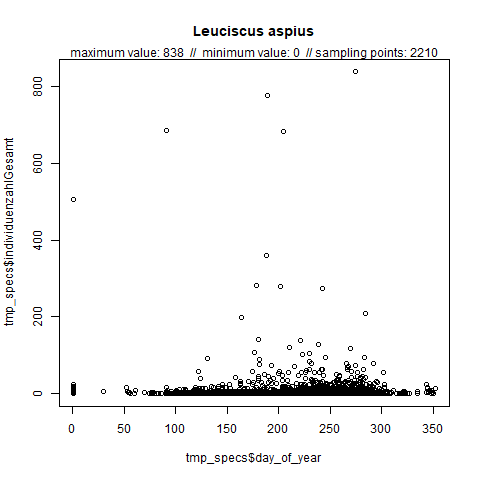 Leuciscus aspius
maximum value: 838 // minimum value: 0 // sampling points: 2210
tmp_specs$individuenzahlGesamt
800
600
400
200
0
0 50 100 150 200 250 300 350
tmp_specs$day_of_year